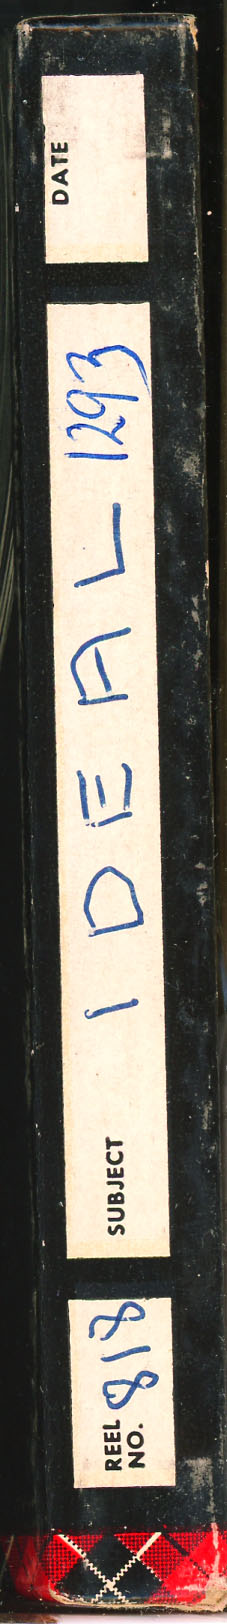 REEL NO. 818
SUBJECT IDEAL 1293
DATE